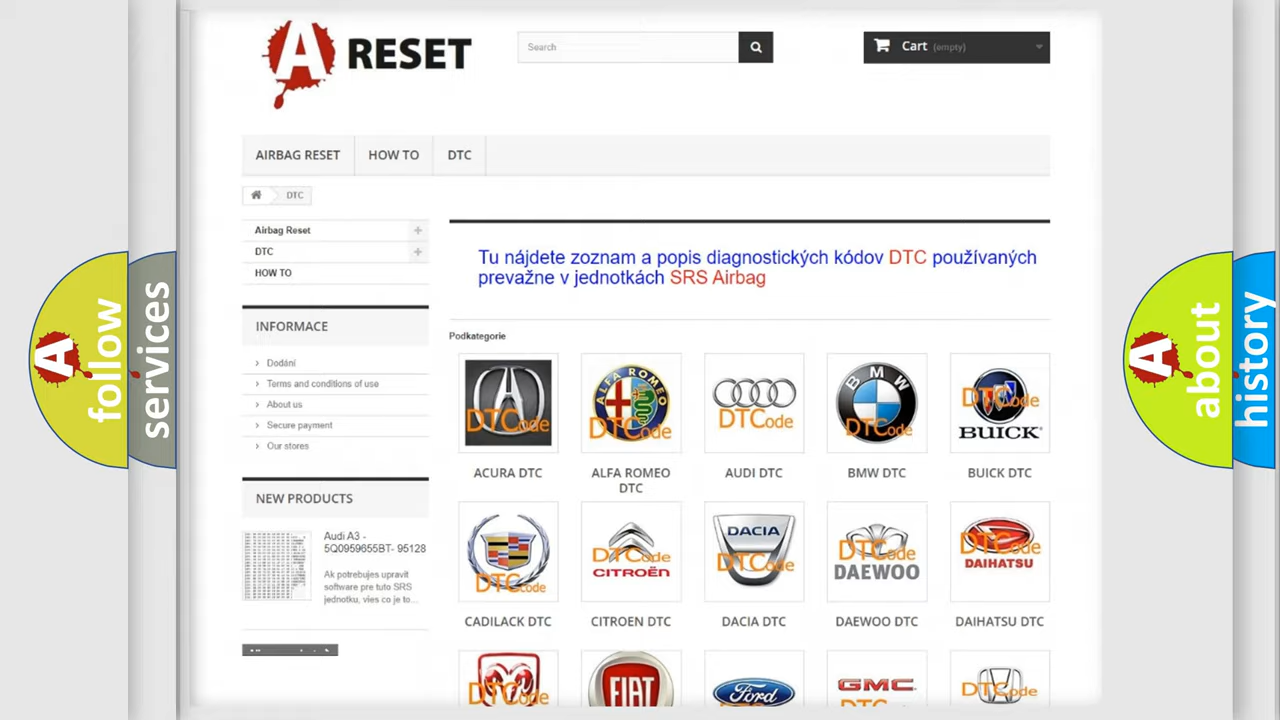 A RESET
Search
Cart (empty)
AIRBAG RESET
HOW TO
DTC
DTC
Airbag Reset
DTC
HOW TO
INFORMACE
Dodání
Terms and conditions of use
About us
Secure payment
Our stores
NEW PRODUCTS
Audi A3 -
5Q0959655BT- 95128
Ak potrebujes upravit
software pre tuto SRS
jednotku, vies co je to...
Tu nájdete zoznam a popis diagnostických kódov DTC používaných
prevažne v jednotkách SRS Airbag
Podkategorie
DTCode
ALFA ROMEO
DTCode
DTCode
BMW
DTCode
DTCode
BUICK
ACURA DTC
ALFA ROMEO
DTC
AUDI DTC
BMW DTC
BUICK DTC
DTCode
DTCode
CITROËN
DACIA
DTCode
DTCode
DAEWOO
DTCode
DAIHATSU
CADILACK DTC
CITROEN DTC
DACIA DTC
DAEWOO DTC
DAIHATSU DTC
DTCode
FIAT
Ford
GMC
DTCode
A follow
services
A about
history